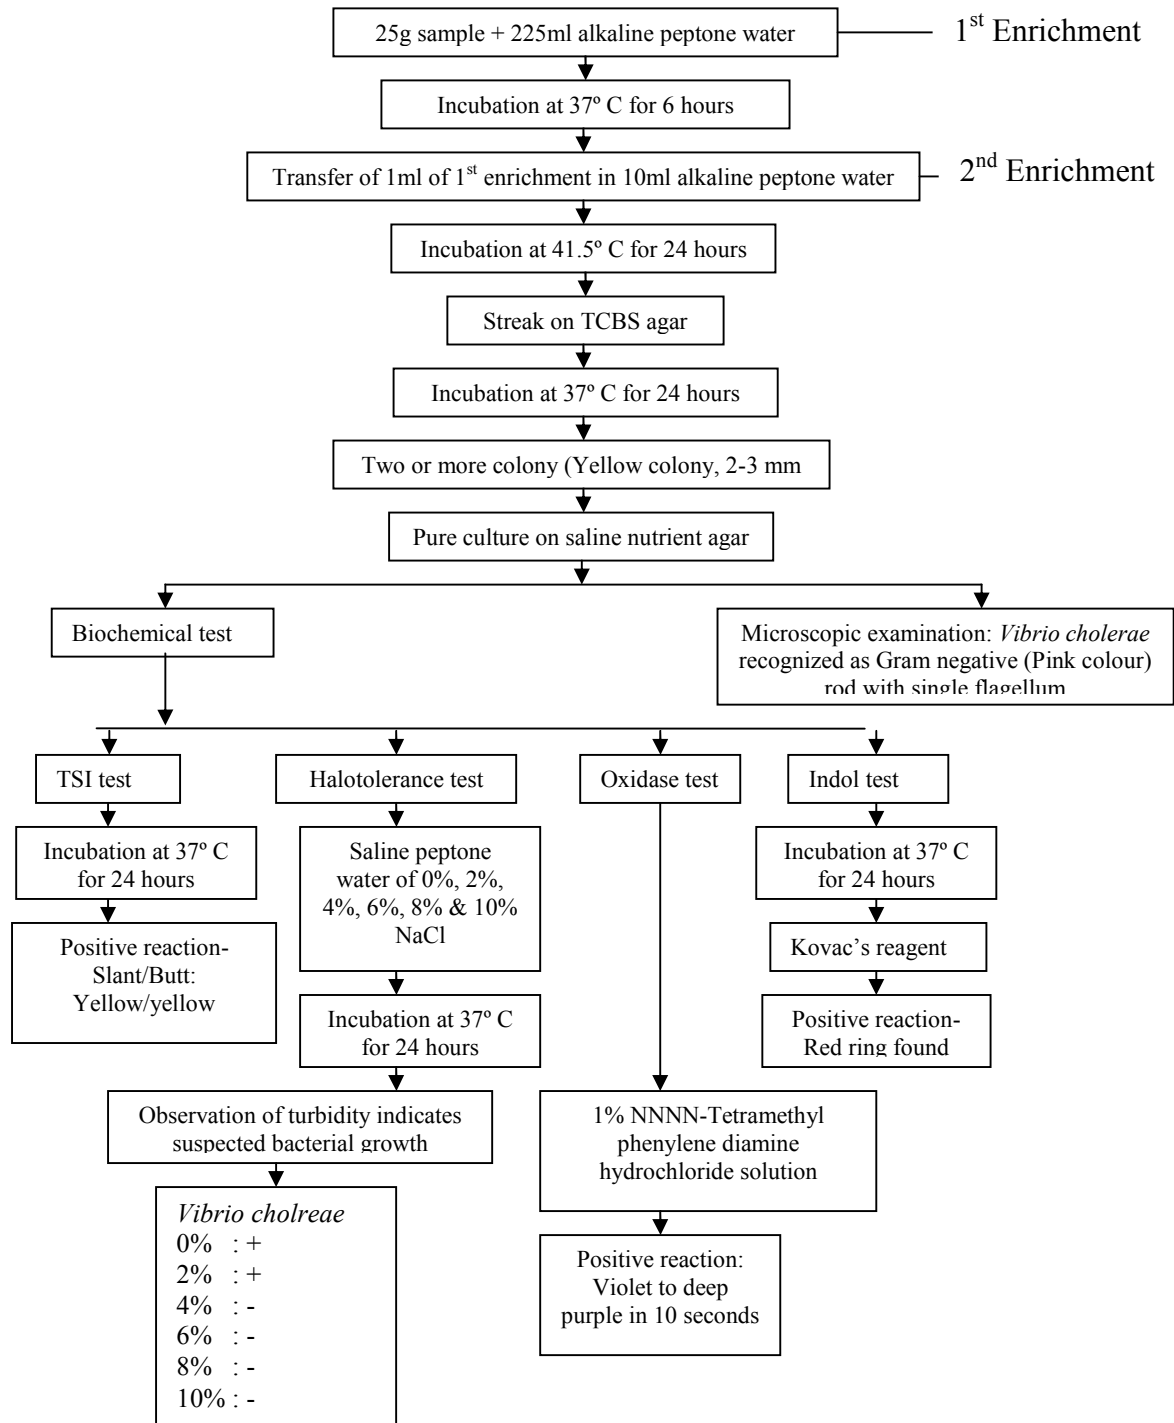 25g sample + 225ml alkaline peptone water
1st Enrichment
Incubation at 37º C for 6 hours
Transfer of 1ml of 1st enrichment in 10ml alkaline peptone water
2nd Enrichment
Incubation at 41.5º C for 24 hours
Streak on TCBS agar
Incubation at 37º C for 24 hours
Two or more colony (Yellow colony, 2-3 mm
Pure culture on saline nutrient agar
Biochemical test
Microscopic examination: Vibrio cholerae
recognized as Gram negative (Pink colour)
rod with single flagellum
TSI test
Incubation at 37º C
for 24 hours
Positive reaction-
Slant/Butt:
Yellow/yellow
Halotolerance test
Saline peptone
water of 0%, 2%,
4%, 6%, 8% & 10%
NaCl
Incubation at 37º C
for 24 hours
Observation of turbidity indicates
suspected bacterial growth
Vibrio cholreae
0% : +
2% : +
4% : -
6% : -
8% : -
10% : -
Oxidase test
1% NNNN-Tetramethyl
phenylene diamine
hydrochloride solution
Positive reaction:
Violet to deep
purple in 10 seconds
Indol test
Incubation at 37º C
for 24 hours
Kovac’s reagent
Positive reaction-
Red ring found